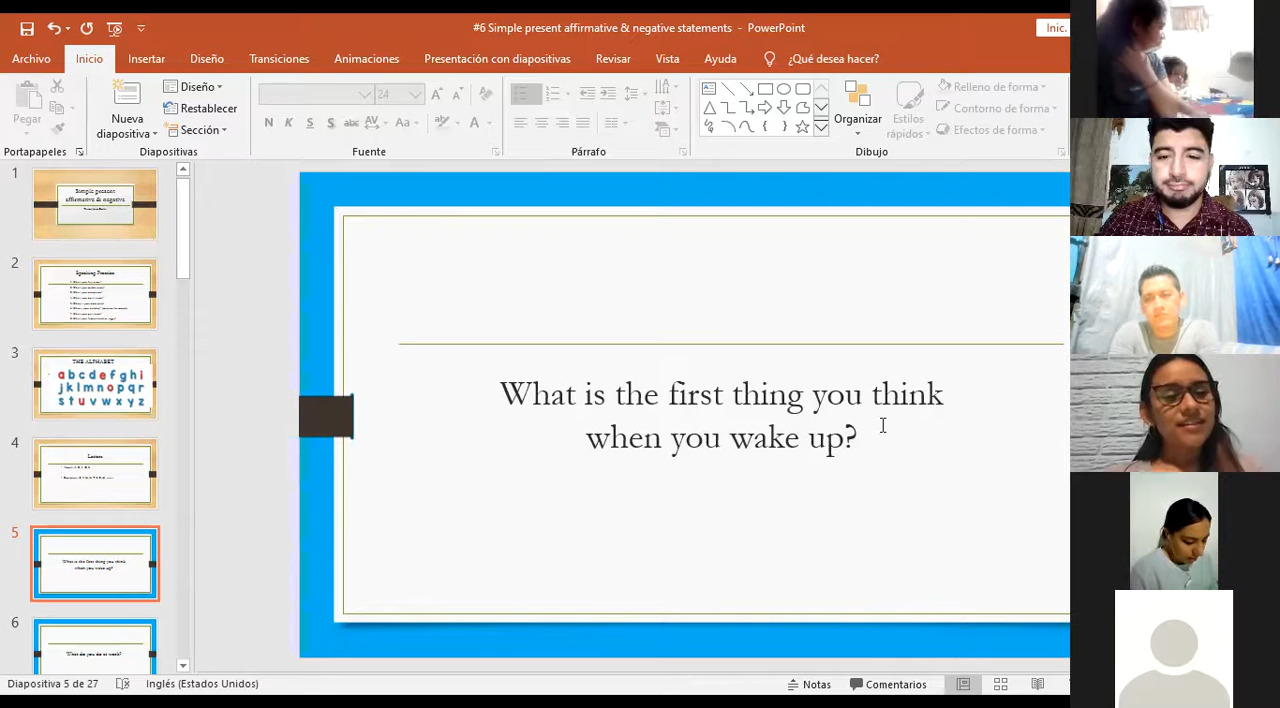 #6 Simple present affirmative & negative statements - PowerPoint
Inic.
Archivo Inicio Insertar Diseño Transiciones Animaciones Presentación con diapositivas Revisar Vista Ayuda ¿Qué desea hacer?
Pegar
Nueva diapositiva
Diseño
Restablecer
Sección
24
N K S S abc AV Aa A
Organizar
Estilos rápidos
Relleno de forma
Contorno de forma
Efectos de forma
Portapapeles Diapositivas Fuente Párrafo Dibujo
1
Simple present
affirmative & negative
2
Speaking Practice
3
THE ALPHABET
a b c d e f g h i
j k l m n o p q r
s t u v w x y z
4
5
What is the first thing you think
when you wake up?
6
What do you do at work?
What is the first thing you think
when you wake up?
Diapositiva 5 de 27 Inglés (Estados Unidos) Notas Comentarios